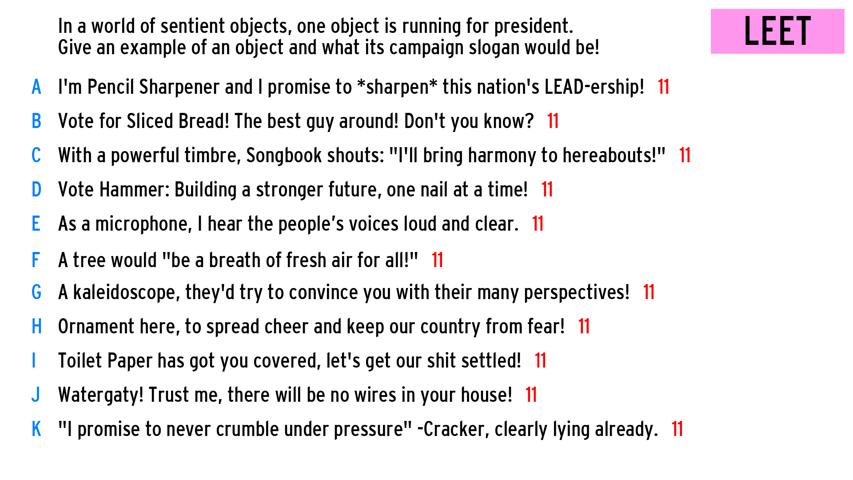 In a world of sentient objects, one object is running for president.
Give an example of an object and what its campaign slogan would be!
LEET
A I'm Pencil Sharpener and I promise to *sharpen* this nation's LEAD-ership! 11
B Vote for Sliced Bread! The best guy around! Don't you know? 11
C With a powerful timbre, Songbook shouts: "I'll bring harmony to hereabouts!" 11
D Vote Hammer: Building a stronger future, one nail at a time! 11
E As a microphone, I hear the people’s voices loud and clear. 11
F A tree would "be a breath of fresh air for all!" 11
G A kaleidoscope, they'd try to convince you with their many perspectives! 11
H Ornament here, to spread cheer and keep our country from fear! 11
I Toilet Paper has got you covered, let's get our shit settled! 11
J Watergaty! Trust me, there will be no wires in your house! 11
K "I promise to never crumble under pressure" -Cracker, clearly lying already. 11